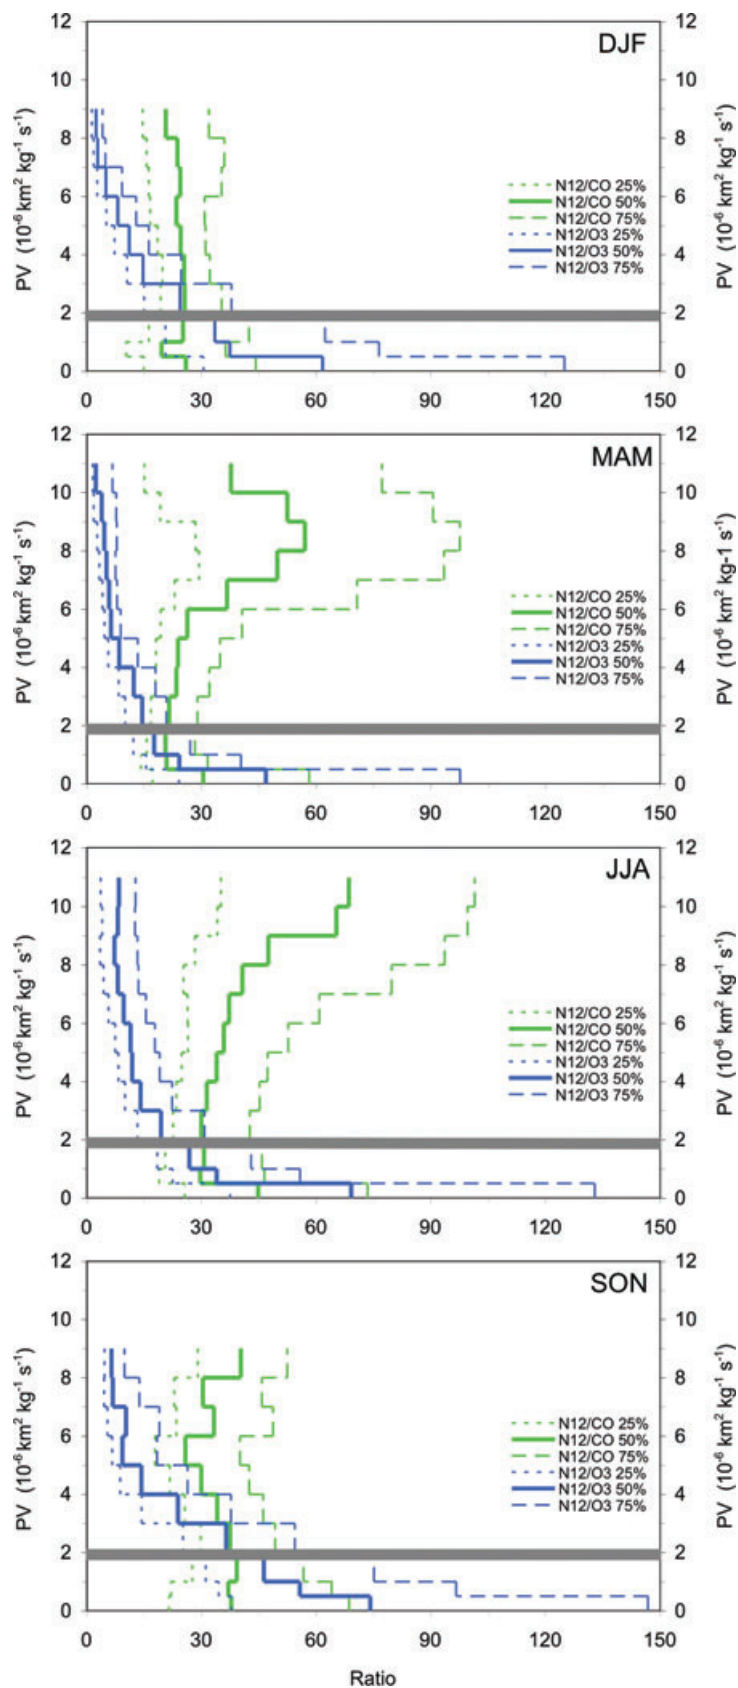 DJF
12
10
8
6
4
2
0
PV (10⁻⁶ km² kg⁻¹ s⁻¹)
N12/CO 25%
N12/CO 50%
N12/CO 75%
N12/O3 25%
N12/O3 50%
N12/O3 75%
12
10
8
6
4
2
0
PV (10⁻⁶ km² kg⁻¹ s⁻¹)
0 30 60 90 120 150
MAM
12
10
8
6
4
2
0
PV (10⁻⁶ km² kg⁻¹ s⁻¹)
N12/CO 25%
N12/CO 50%
N12/CO 75%
N12/O3 25%
N12/O3 50%
N12/O3 75%
12
10
8
6
4
2
0
PV (10⁻⁶ km² kg-1 s⁻¹)
0 30 60 90 120 150
JJA
12
10
8
6
4
2
0
PV (10⁻⁶ km² kg⁻¹ s⁻¹)
N12/CO 25%
N12/CO 50%
N12/CO 75%
N12/O3 25%
N12/O3 50%
N12/O3 75%
12
10
8
6
4
2
0
PV (10⁻⁶ km² kg⁻¹ s⁻¹)
0 30 60 90 120 150
SON
12
10
8
6
4
2
0
PV (10⁻⁶ km² kg⁻¹ s⁻¹)
N12/CO 25%
N12/CO 50%
N12/CO 75%
N12/O3 25%
N12/O3 50%
N12/O3 75%
12
10
8
6
4
2
0
PV (10⁻⁶ km² kg⁻¹ s⁻¹)
0 30 60 90 120 150
Ratio